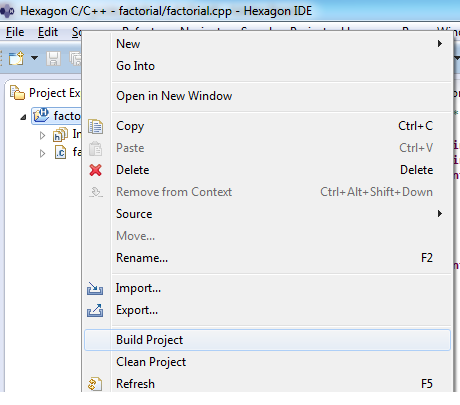 Hexagon C/C++ - factorial/factorial.cpp - Hexagon IDE
File Edit
New
Project Ex
Go Into
Open in New Window
facto
Copy Ctrl+C
In
Paste Ctrl+V
fa
Delete Delete
Remove from Context Ctrl+Alt+Shift+Down
Source
Move...
Rename... F2
Import...
Export...
Build Project
Clean Project
Refresh F5